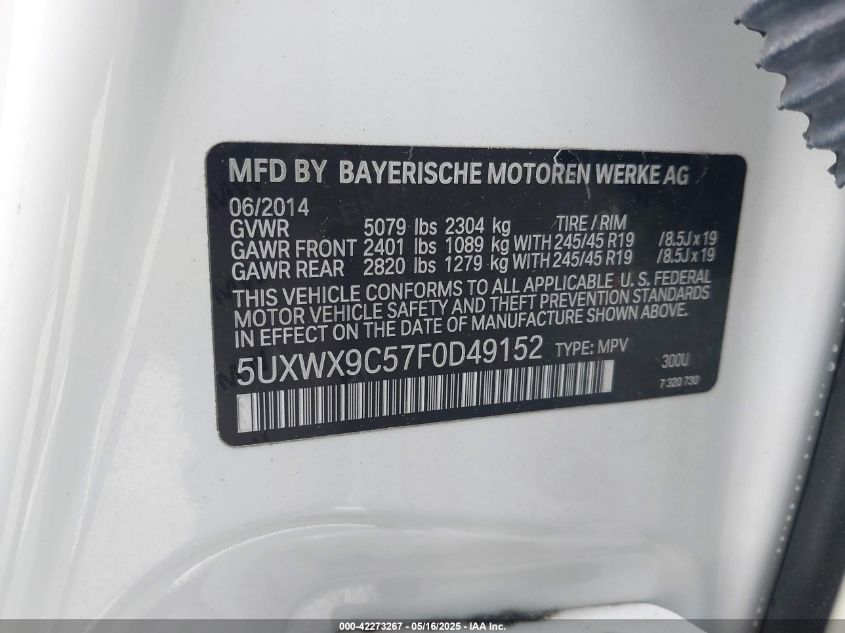 MFD BY BAYERISCHE MOTOREN WERKE AG
06/2014
GVWR 5079 lbs 2304 kg TIRE / RIM
GAWR FRONT 2401 lbs 1089 kg WITH 245/45 R19 /8.5J x 19
GAWR REAR 2820 lbs 1279 kg WITH 245/45 R19 /8.5J x 19
THIS VEHICLE CONFORMS TO ALL APPLICABLE U. S. FEDERAL
MOTOR VEHICLE SAFETY AND THEFT PREVENTION STANDARDS
IN EFFECT ON THE DATE OF MANUFACTURE SHOWN ABOVE.
5UXWX9C57F0D49152 TYPE: MPV 300U
7 320 730
000-42273267 - 05/16/2025 - IAA Inc.